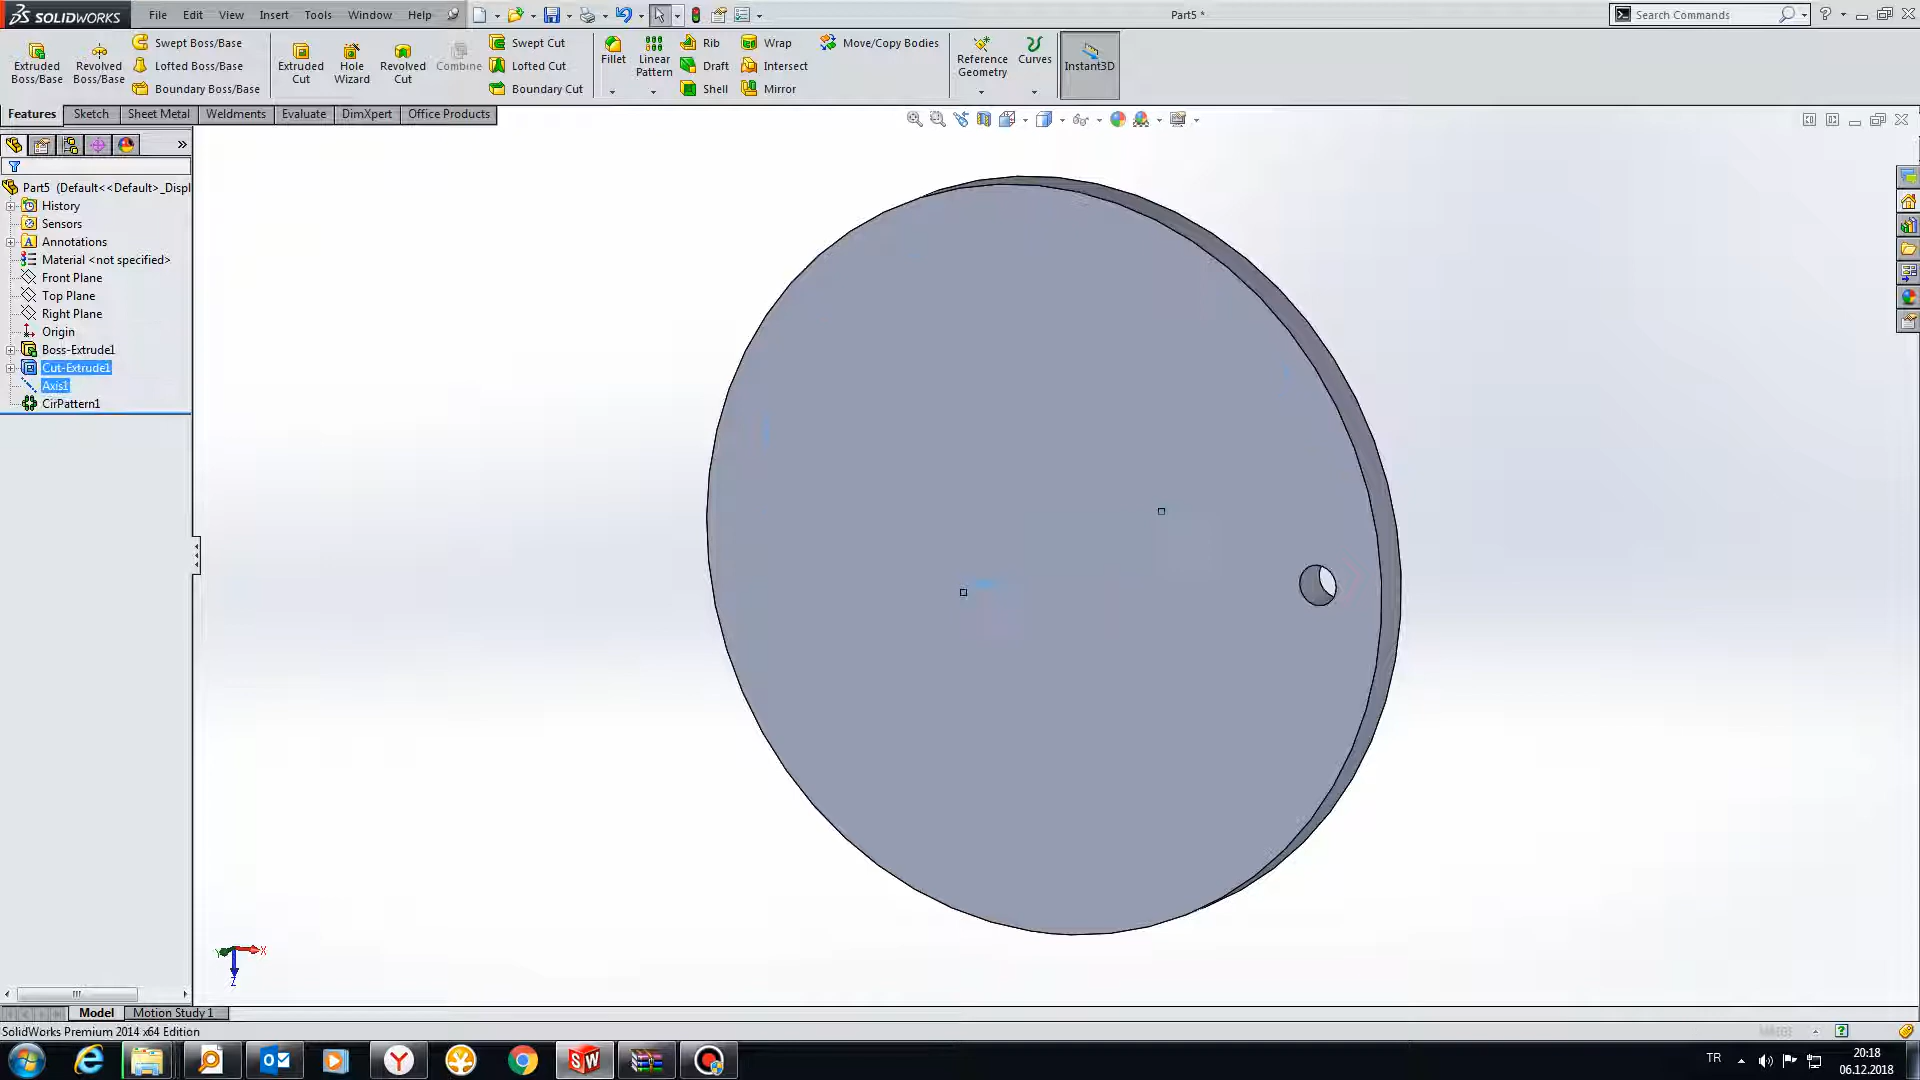 SOLIDWORKS File Edit View Insert Tools Window Help Part5 * Search Commands
Extruded Boss/Base
Revolved Boss/Base
Swept Boss/Base
Lofted Boss/Base
Boundary Boss/Base
Extruded Cut
Hole Wizard
Revolved Cut
Combine
Swept Cut
Lofted Cut
Boundary Cut
Fillet
Linear Pattern
Rib
Draft
Shell
Wrap
Intersect
Mirror
Move/Copy Bodies
Reference Geometry
Curves
Instant3D
Features Sketch Sheet Metal Weldments Evaluate DimXpert Office Products
Part5 (Default<<Default>_Displ
History
Sensors
Annotations
Material <not specified>
Front Plane
Top Plane
Right Plane
Origin
Boss-Extrude1
Cut-Extrude1
Axis1
CirPattern1
Y X
Z
Model Motion Study 1
SolidWorks Premium 2014 x64 Edition
TR
20:18
06.12.2018